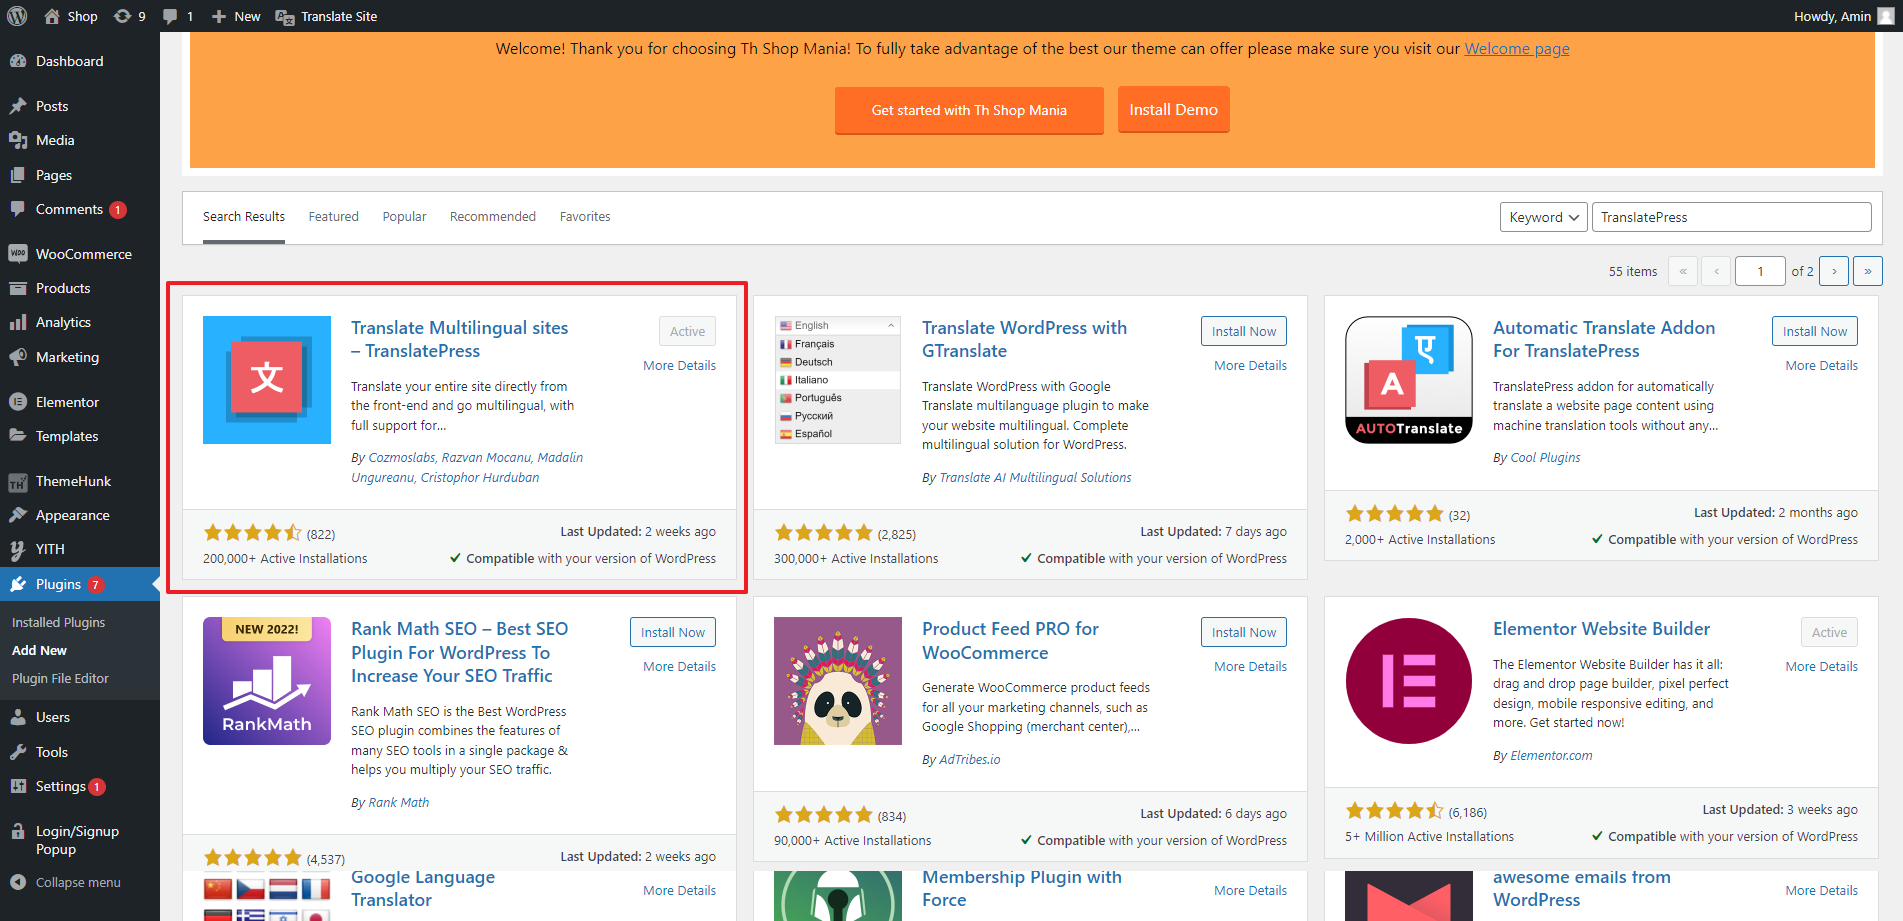 Shop 9 1 New Translate Site
Howdy, Amin
Dashboard
Posts
Media
Pages
Comments 1
WooCommerce
Products
Analytics
Marketing
Elementor
Templates
ThemeHunk
Appearance
YITH
Plugins 7
Installed Plugins
Add New
Plugin File Editor
Users
Tools
Settings 1
Login/Signup
Popup
Collapse menu
Welcome! Thank you for choosing Th Shop Mania! To fully take advantage of the best our theme can offer please make sure you visit our Welcome page
Get started with Th Shop Mania Install Demo
Search Results Featured Popular Recommended Favorites
Keyword TranslatePress
55 items « ‹ 1 of 2 › »
文
Translate Multilingual sites
– TranslatePress
Active
More Details
Translate your entire site directly from
the front-end and go multilingual, with
full support for...
By Cozmoslabs, Razvan Mocanu, Madalin
Ungureanu, Cristophor Hurduban
(822)
Last Updated: 2 weeks ago
200,000+ Active Installations
Compatible with your version of WordPress
English
Français
Deutsch
Italiano
Português
Русский
Español
Translate WordPress with
GTranslate
Install Now
More Details
Translate WordPress with Google
Translate multilanguage plugin to make
your website multilingual. Complete
multilingual solution for WordPress.
By Translate AI Multilingual Solutions
(2,825)
Last Updated: 7 days ago
300,000+ Active Installations
Compatible with your version of WordPress
ए
A
AUTOTranslate
Automatic Translate Addon
For TranslatePress
Install Now
More Details
TranslatePress addon for automatically
translate a website page content using
machine translation tools without any...
By Cool Plugins
(32)
Last Updated: 2 months ago
2,000+ Active Installations
Compatible with your version of WordPress
NEW 2022!
RankMath
Rank Math SEO – Best SEO
Plugin For WordPress To
Increase Your SEO Traffic
Install Now
More Details
Rank Math SEO is the Best WordPress
SEO plugin combines the features of
many SEO tools in a single package &
helps you multiply your SEO traffic.
By Rank Math
(4,537)
Last Updated: 2 weeks ago
Product Feed PRO for
WooCommerce
Install Now
More Details
Generate WooCommerce product feeds
for all your marketing channels, such as
Google Shopping (merchant center),...
By AdTribes.io
(834)
Last Updated: 6 days ago
90,000+ Active Installations
Compatible with your version of WordPress
Elementor Website Builder
Active
More Details
The Elementor Website Builder has it all:
drag and drop page builder, pixel perfect
design, mobile responsive editing, and
more. Get started now!
By Elementor.com
(6,186)
Last Updated: 3 weeks ago
5+ Million Active Installations
Compatible with your version of WordPress
Google Language
Translator
More Details
Membership Plugin with
Force
More Details
awesome emails from
WordPress
More Details